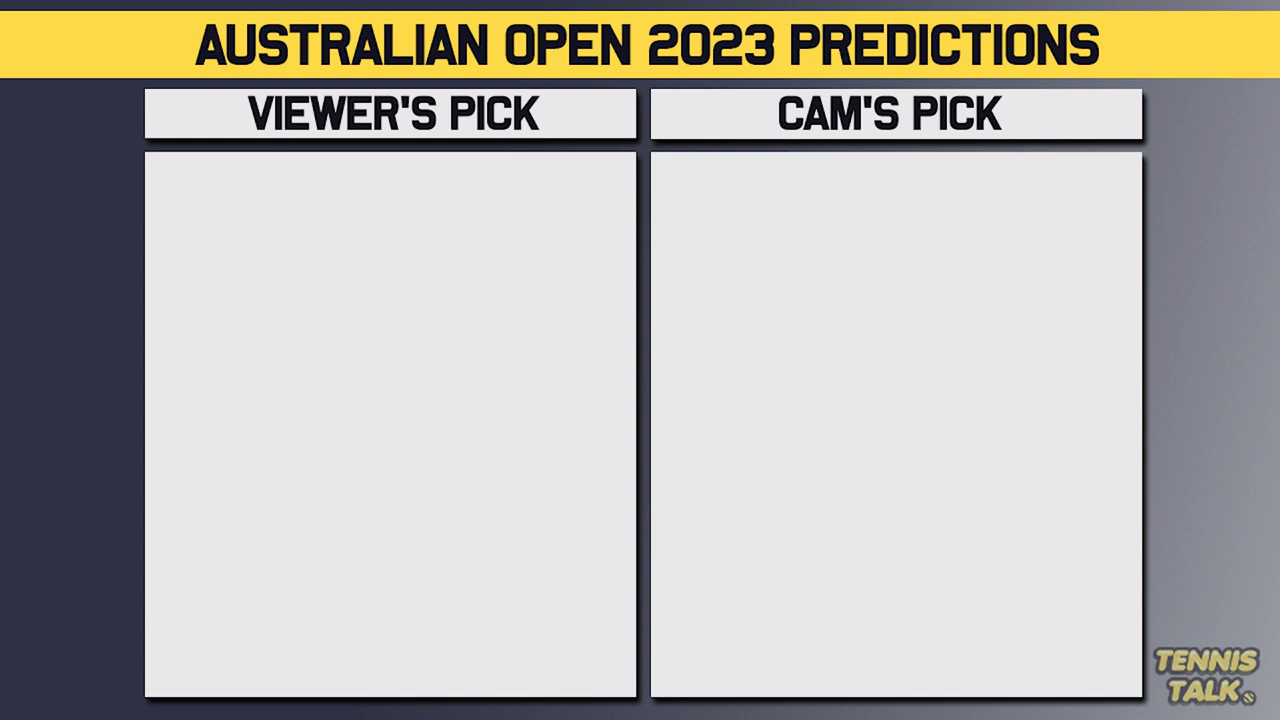 AUSTRALIAN OPEN 2023 PREDICTIONS
VIEWER'S PICK
CAM'S PICK
TENNIS
TALK